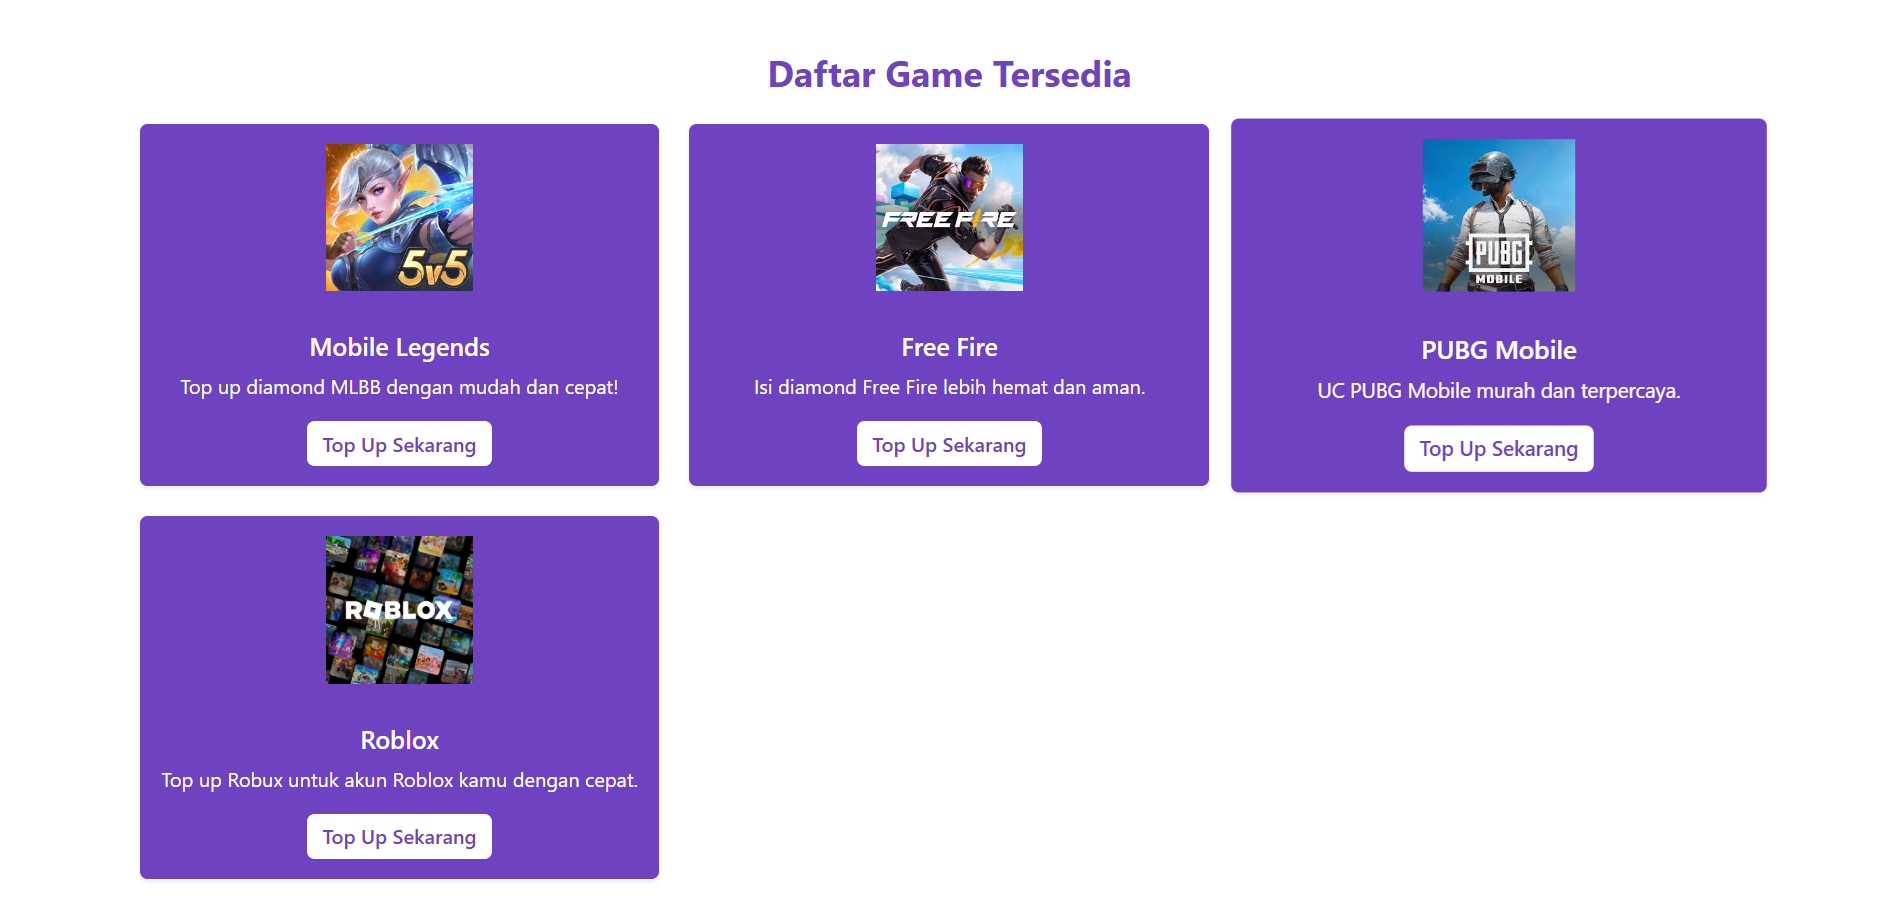 Daftar Game Tersedia
5v5
Mobile Legends
Top up diamond MLBB dengan mudah dan cepat!
Top Up Sekarang
FREE FIRE
Free Fire
Isi diamond Free Fire lebih hemat dan aman.
Top Up Sekarang
PUBG
MOBILE
PUBG Mobile
UC PUBG Mobile murah dan terpercaya.
Top Up Sekarang
ROBLOX
Roblox
Top up Robux untuk akun Roblox kamu dengan cepat.
Top Up Sekarang